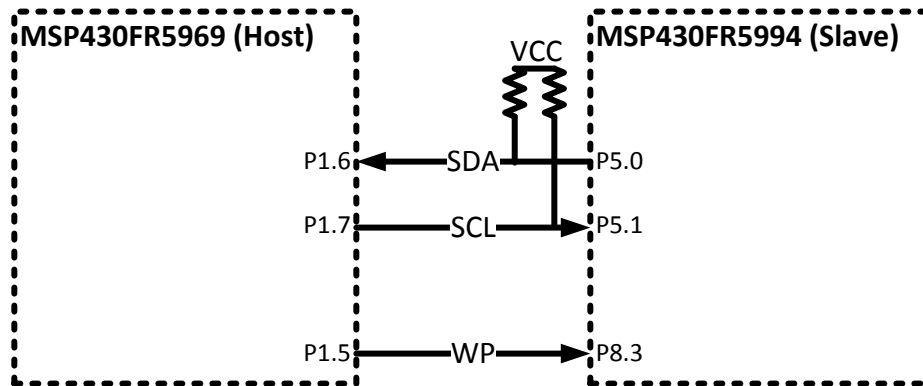 MSP430FR5969 (Host)
MSP430FR5994 (Slave)
VCC
P1.6
SDA
P5.0
P1.7
SCL
P5.1
P1.5
WP
P8.3